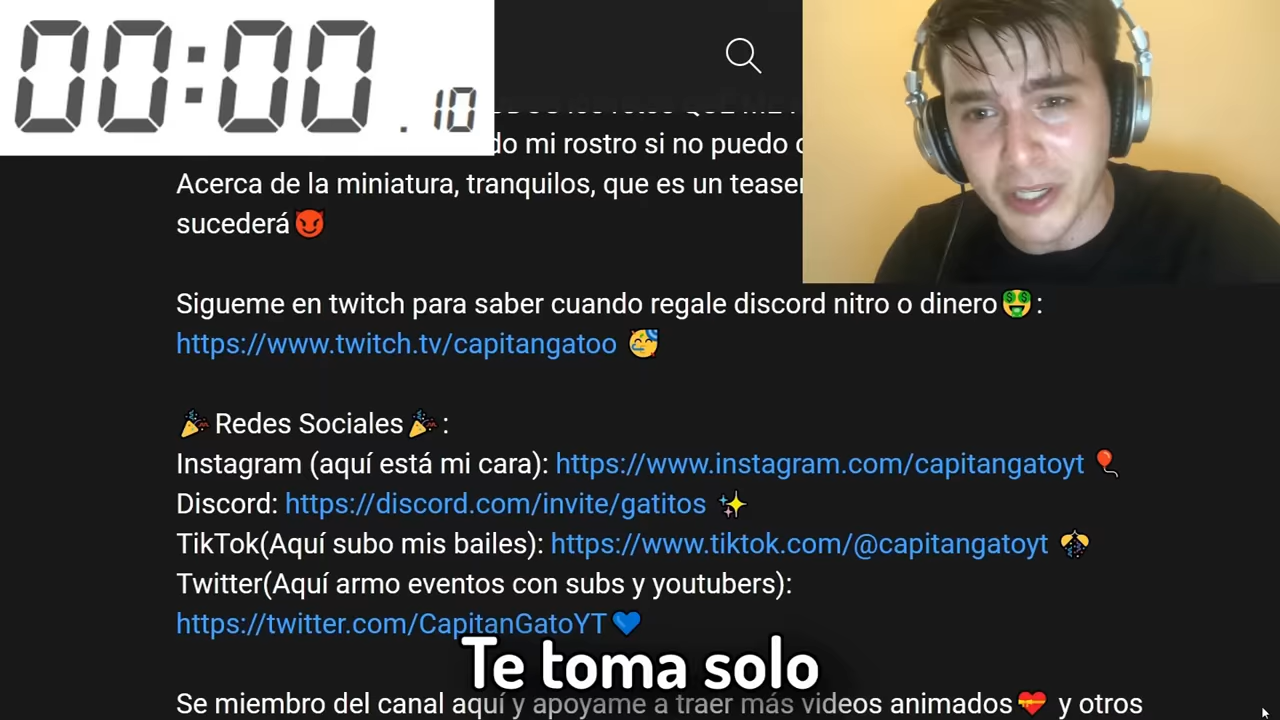 00:00.10
do mi rostro si no puedo
Acerca de la miniatura, tranquilos, que es un teaser
sucederá😈
Sigueme en twitch para saber cuando regale discord nitro o dinero🤑:
https://www.twitch.tv/capitangatoo 🥳
🎉Redes Sociales🎉:
Instagram (aquí está mi cara): https://www.instagram.com/capitangatoyt 🎈
Discord: https://discord.com/invite/gatitos ✨
TikTok(Aquí subo mis bailes): https://www.tiktok.com/@capitangatoyt 🎊
Twitter(Aquí armo eventos con subs y youtubers):
https://twitter.com/CapitanGatoYT💙
Te toma solo
Se miembro del canal aquí y apoyame a traer más videos animados💝 y otros